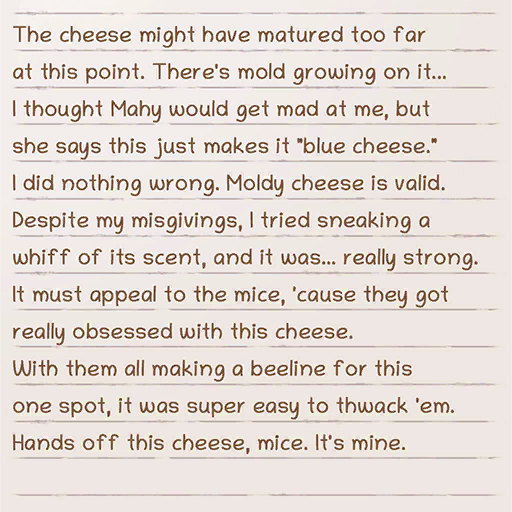 The cheese might have matured too far
at this point. There's mold growing on it...
I thought Mahy would get mad at me, but
she says this just makes it "blue cheese."
I did nothing wrong. Moldy cheese is valid.
Despite my misgivings, I tried sneaking a
whiff of its scent, and it was... really strong.
It must appeal to the mice, 'cause they got
really obsessed with this cheese.
With them all making a beeline for this
one spot, it was super easy to thwack 'em.
Hands off this cheese, mice. It's mine.